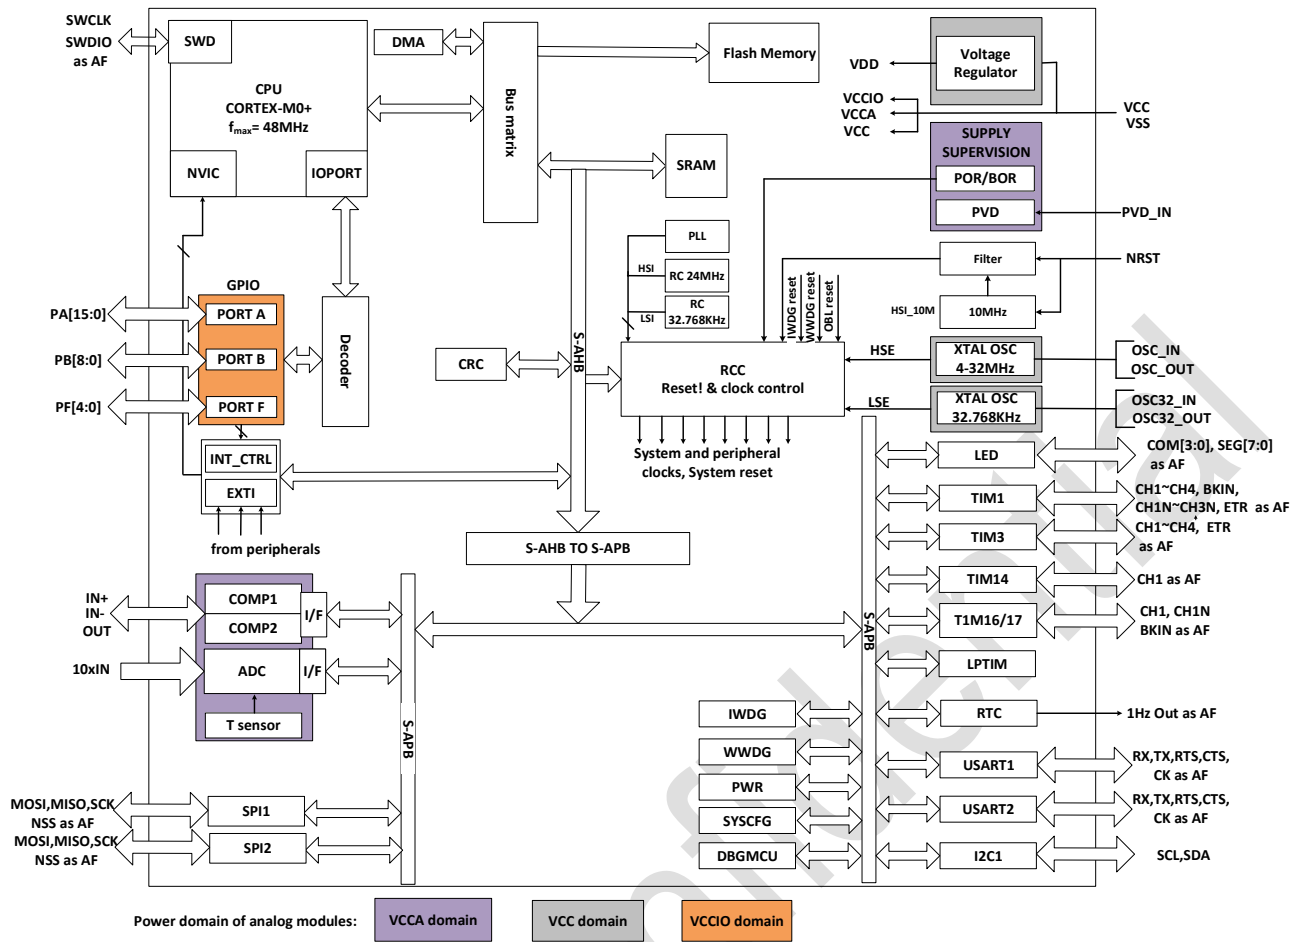 SWCLK
SWDIO
as AF
SWD
CPU
CORTEX-M0+
fmax= 48MHz
NVIC
IOPORT
DMA
Bus matrix
Flash Memory
SRAM
VDD
Voltage
Regulator
VCCIO
VCCA
VCC
VCC
VSS
SUPPLY
SUPERVISION
POR/BOR
PVD
PVD_IN
PLL
HSI
RC 24MHz
LSI
RC
32.768KHz
Filter
NRST
HSI_10M
10MHz
IWDG reset
WWDG reset
OBL reset
GPIO
PA[15:0]
PORT A
PB[8:0]
PORT B
PF[4:0]
PORT F
Decoder
CRC
S-AHB
RCC
Reset! & clock control
HSE
XTAL OSC
4-32MHz
OSC_IN
OSC_OUT
LSE
XTAL OSC
32.768KHz
OSC32_IN
OSC32_OUT
System and peripheral
clocks, System reset
INT_CTRL
EXTI
from peripherals
S-AHB TO S-APB
LED
COM[3:0], SEG[7:0]
as AF
TIM1
CH1~CH4, BKIN,
CH1N~CH3N, ETR as AF
TIM3
CH1~CH4, ETR
as AF
TIM14
CH1 as AF
T1M16/17
CH1, CH1N
BKIN as AF
LPTIM
RTC
1Hz Out as AF
USART1
RX,TX,RTS,CTS,
CK as AF
USART2
RX,TX,RTS,CTS,
CK as AF
I2C1
SCL,SDA
S-APB
IWDG
WWDG
PWR
SYSCFG
DBGMCU
IN+
IN-
OUT
COMP1
COMP2
I/F
10xIN
ADC
I/F
T sensor
S-APB
MOSI,MISO,SCK
NSS as AF
SPI1
MOSI,MISO,SCK
NSS as AF
SPI2
Power domain of analog modules:
VCCA domain
VCC domain
VCCIO domain